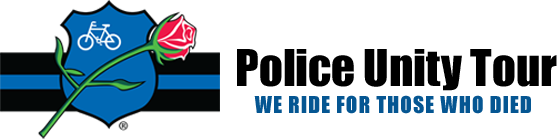 Police Unity Tour
WE RIDE FOR THOSE WHO DIED
®